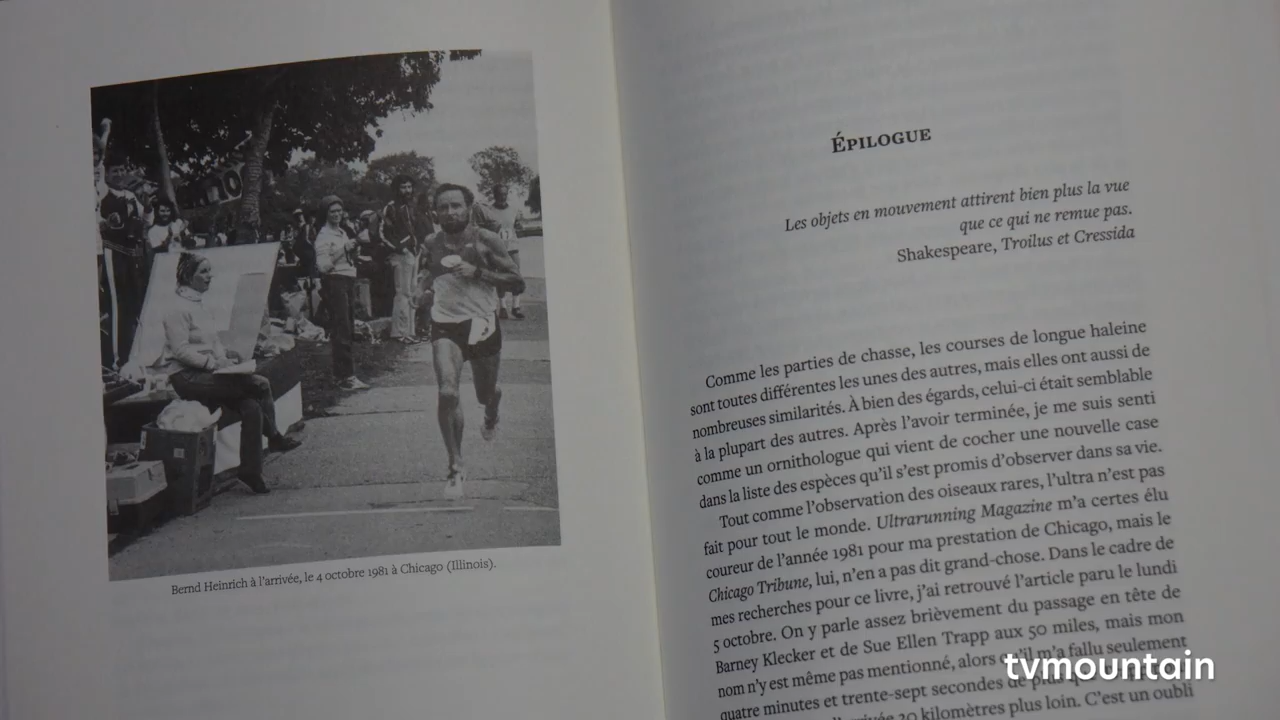 Bernd Heinrich à l'arrivée, le 4 octobre 1981 à Chicago (Illinois).
ÉPILOGUE
Les objets en mouvement attirent bien plus la vue
que ce qui ne remue pas.
Shakespeare, Troilus et Cressida
Comme les parties de chasse, les courses de longue haleine
sont toutes différentes les unes des autres, mais elles ont aussi de
nombreuses similarités. À bien des égards, celui-ci était semblable
à la plupart des autres. Après l'avoir terminée, je me suis senti
comme un ornithologue qui vient de cocher une nouvelle case
dans la liste des espèces qu'il s'est promis d'observer dans sa vie.
Tout comme l'observation des oiseaux rares, l'ultra n'est pas
fait pour tout le monde. Ultrarunning Magazine m'a certes élu
coureur de l'année 1981 pour ma prestation de Chicago, mais le
Chicago Tribune, lui, n'en a pas dit grand-chose. Dans le cadre de
mes recherches pour ce livre, j'ai retrouvé l'article paru le lundi
5 octobre. On y parle assez brièvement du passage en tête de
Barney Klecker et de Sue Ellen Trapp aux 50 miles, mais mon
nom n'y est même pas mentionné, alors qu'il m'a fallu seulement
quatre minutes et trente-sept secondes de plus
20 kilomètres plus loin. C'est un oubli
tvmountain